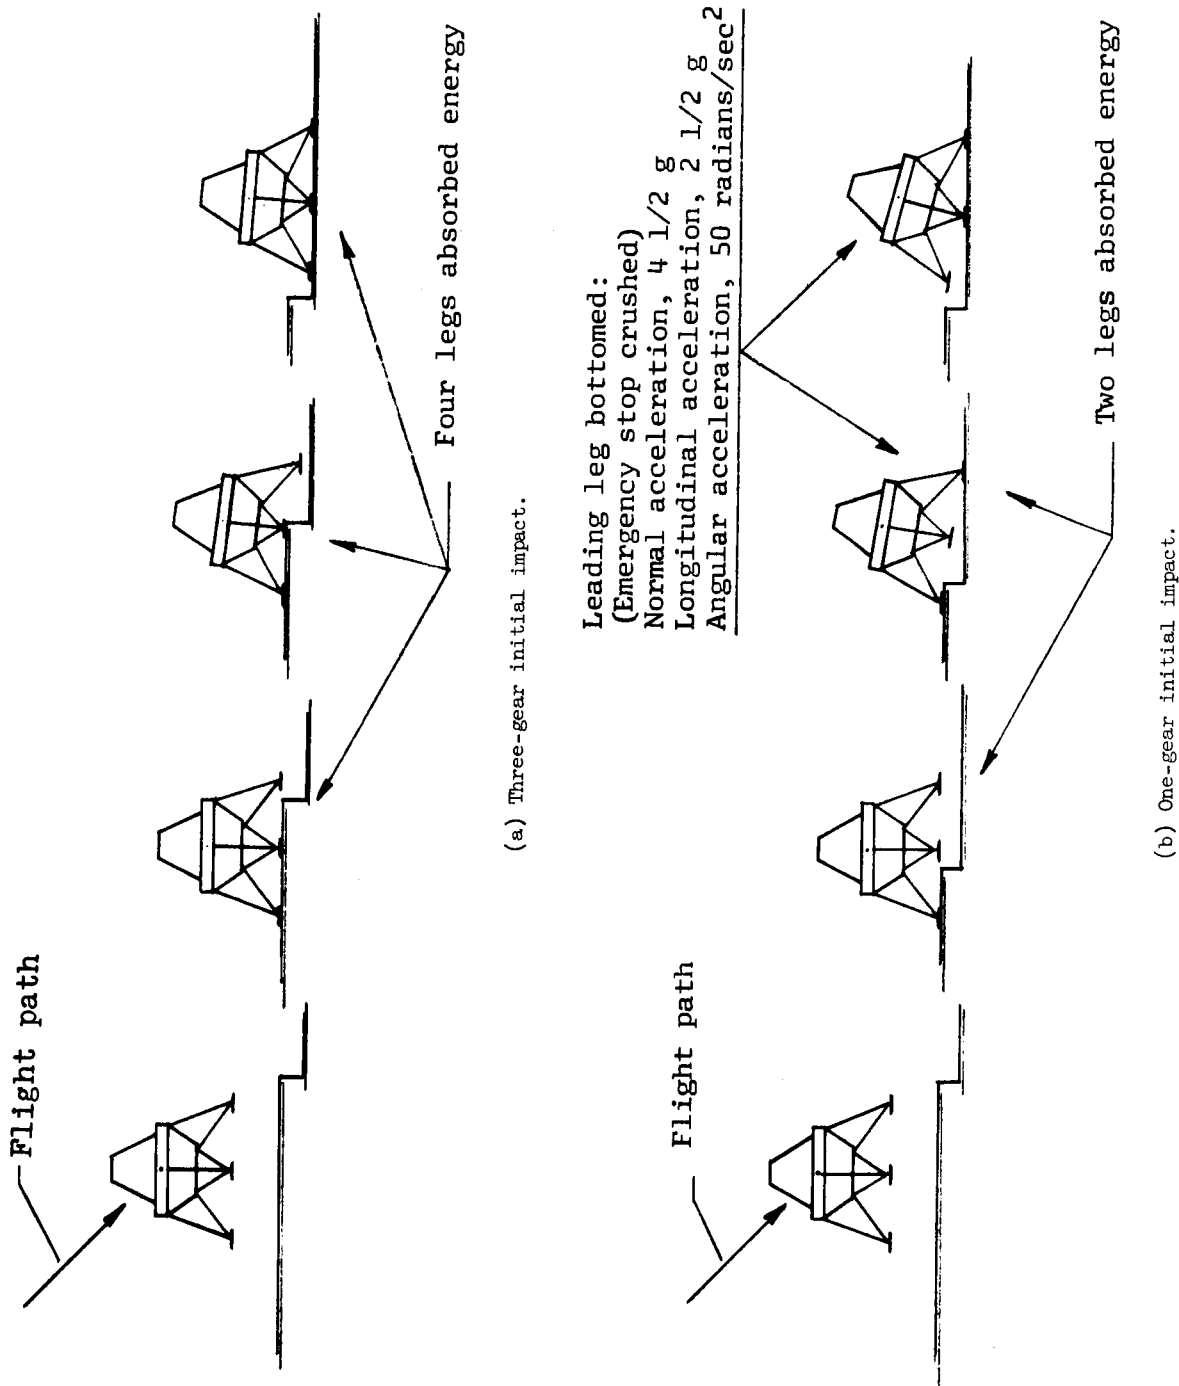 Flight path
Four legs absorbed energy
(a) Three-gear initial impact.
Leading leg bottomed:
(Emergency stop crushed)
Normal acceleration, 4 1/2 g
Longitudinal acceleration, 2 1/2 g
Angular acceleration, 50 radians/sec²
Flight path
Two legs absorbed energy
(b) One-gear initial impact.